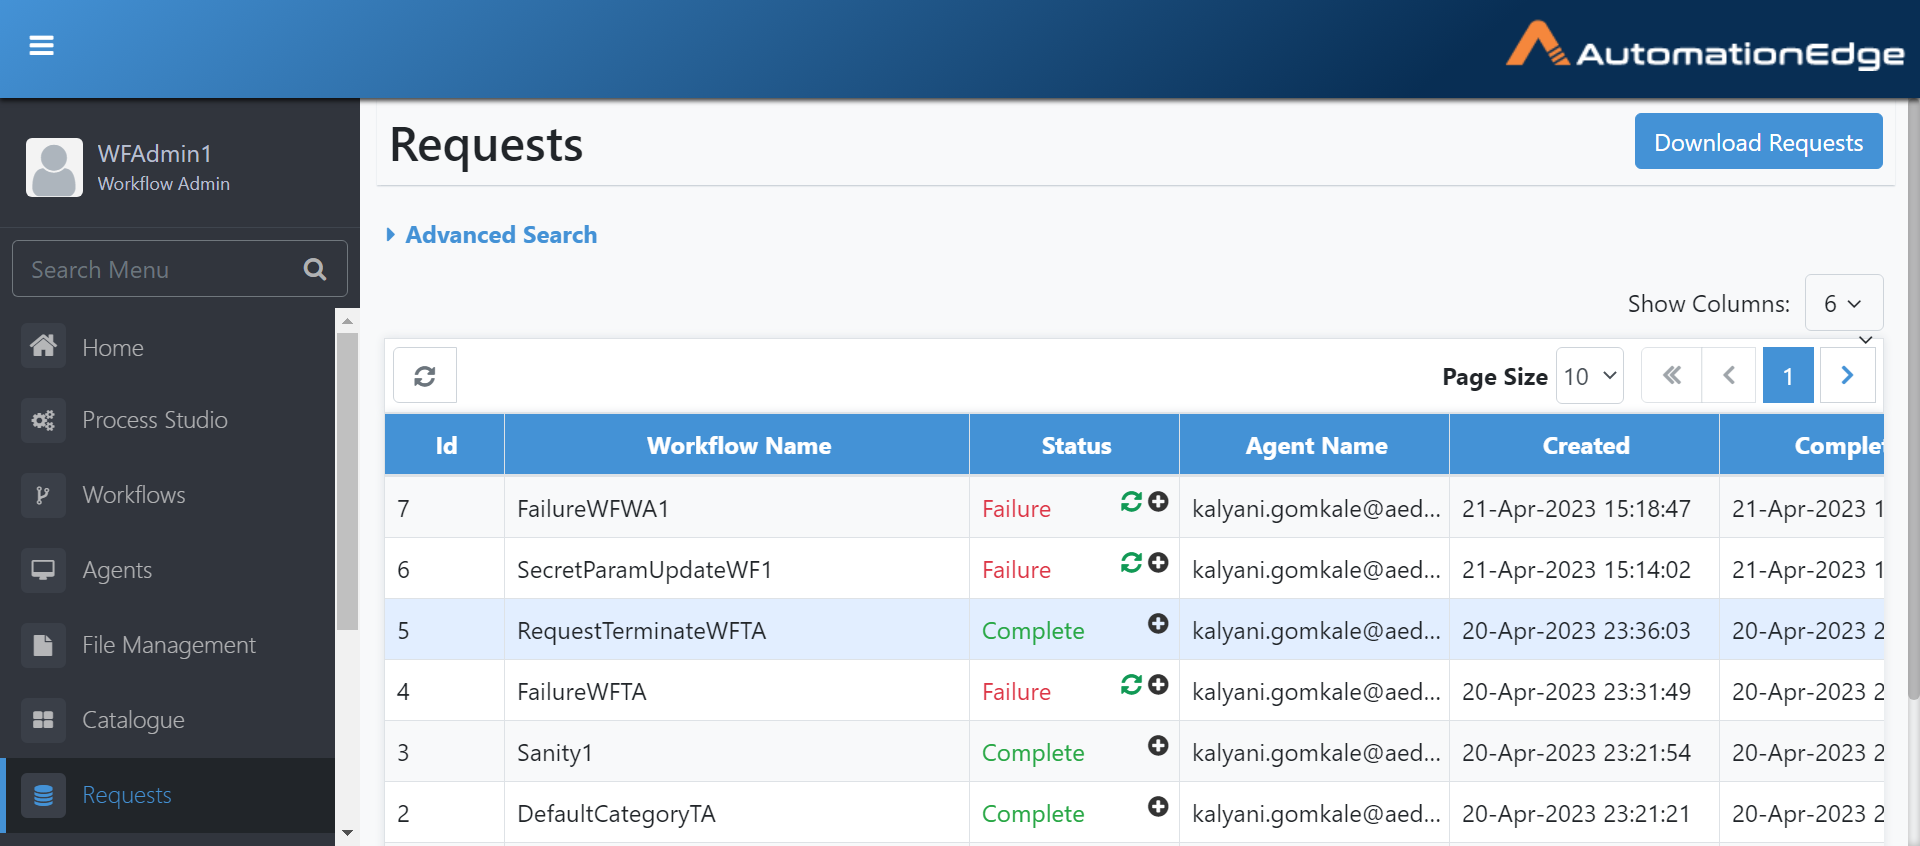 AutomationEdge
WFAdmin1
Workflow Admin
Search Menu
Home
Process Studio
Workflows
Agents
File Management
Catalogue
Requests
Requests
Download Requests
Advanced Search
Show Columns: 6
Page Size 10 1
Id Workflow Name Status Agent Name Created Complet
7 FailureWFWA1 Failure kalyani.gomkale@aed... 21-Apr-2023 15:18:47 21-Apr-2023 1
6 SecretParamUpdateWF1 Failure kalyani.gomkale@aed... 21-Apr-2023 15:14:02 21-Apr-2023 1
5 RequestTerminateWFTA Complete kalyani.gomkale@aed... 20-Apr-2023 23:36:03 20-Apr-2023 2
4 FailureWFTA Failure kalyani.gomkale@aed... 20-Apr-2023 23:31:49 20-Apr-2023 2
3 Sanity1 Complete kalyani.gomkale@aed... 20-Apr-2023 23:21:54 20-Apr-2023 2
2 DefaultCategoryTA Complete kalyani.gomkale@aed... 20-Apr-2023 23:21:21 20-Apr-2023 2